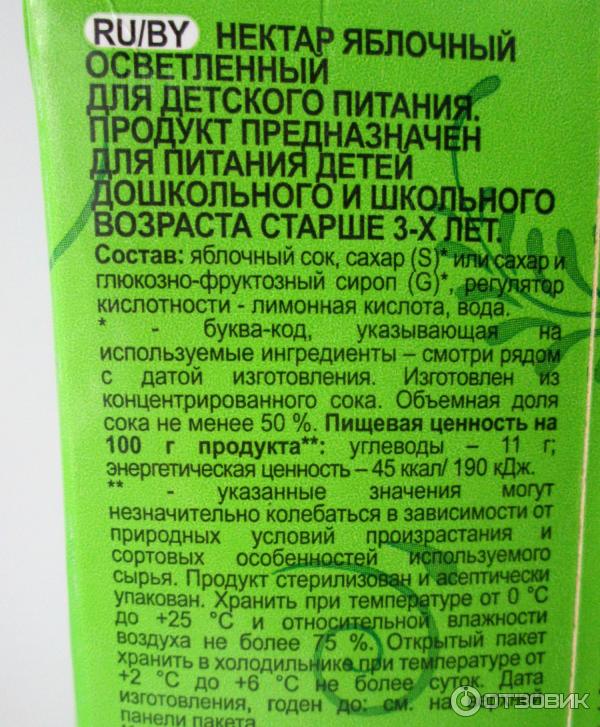 RU/BY НЕКТАР ЯБЛОЧНЫЙ
ОСВЕТЛЕННЫЙ
ДЛЯ ДЕТСКОГО ПИТАНИЯ.
ПРОДУКТ ПРЕДНАЗНАЧЕН
ДЛЯ ПИТАНИЯ ДЕТЕЙ
ДОШКОЛЬНОГО И ШКОЛЬНОГО
ВОЗРАСТА СТАРШЕ 3-Х ЛЕТ.
Состав: яблочный сок, сахар (S)* или сахар и
глюкозно-фруктозный сироп (G)*, регулятор
кислотности - лимонная кислота, вода.
* - буква-код, указывающая на
используемые ингредиенты – смотри рядом
с датой изготовления. Изготовлен из
концентрированного сока. Объемная доля
сока не менее 50 %. Пищевая ценность на
100 г продукта**: углеводы – 11 г;
энергетическая ценность – 45 ккал/ 190 кДж.
** - указанные значения могут
незначительно колебаться в зависимости от
природных условий произрастания и
сортовых особенностей используемого
сырья. Продукт стерилизован и асептически
упакован. Хранить при температуре от 0 °С
до +25 °С и относительной влажности
воздуха не более 75 %. Открытый пакет
хранить в холодильнике при температуре от
+2 °С до +6 °С не более суток. Дата
изготовления, годен до: см. на верхней
панели пакета.
ОТЗОВИК